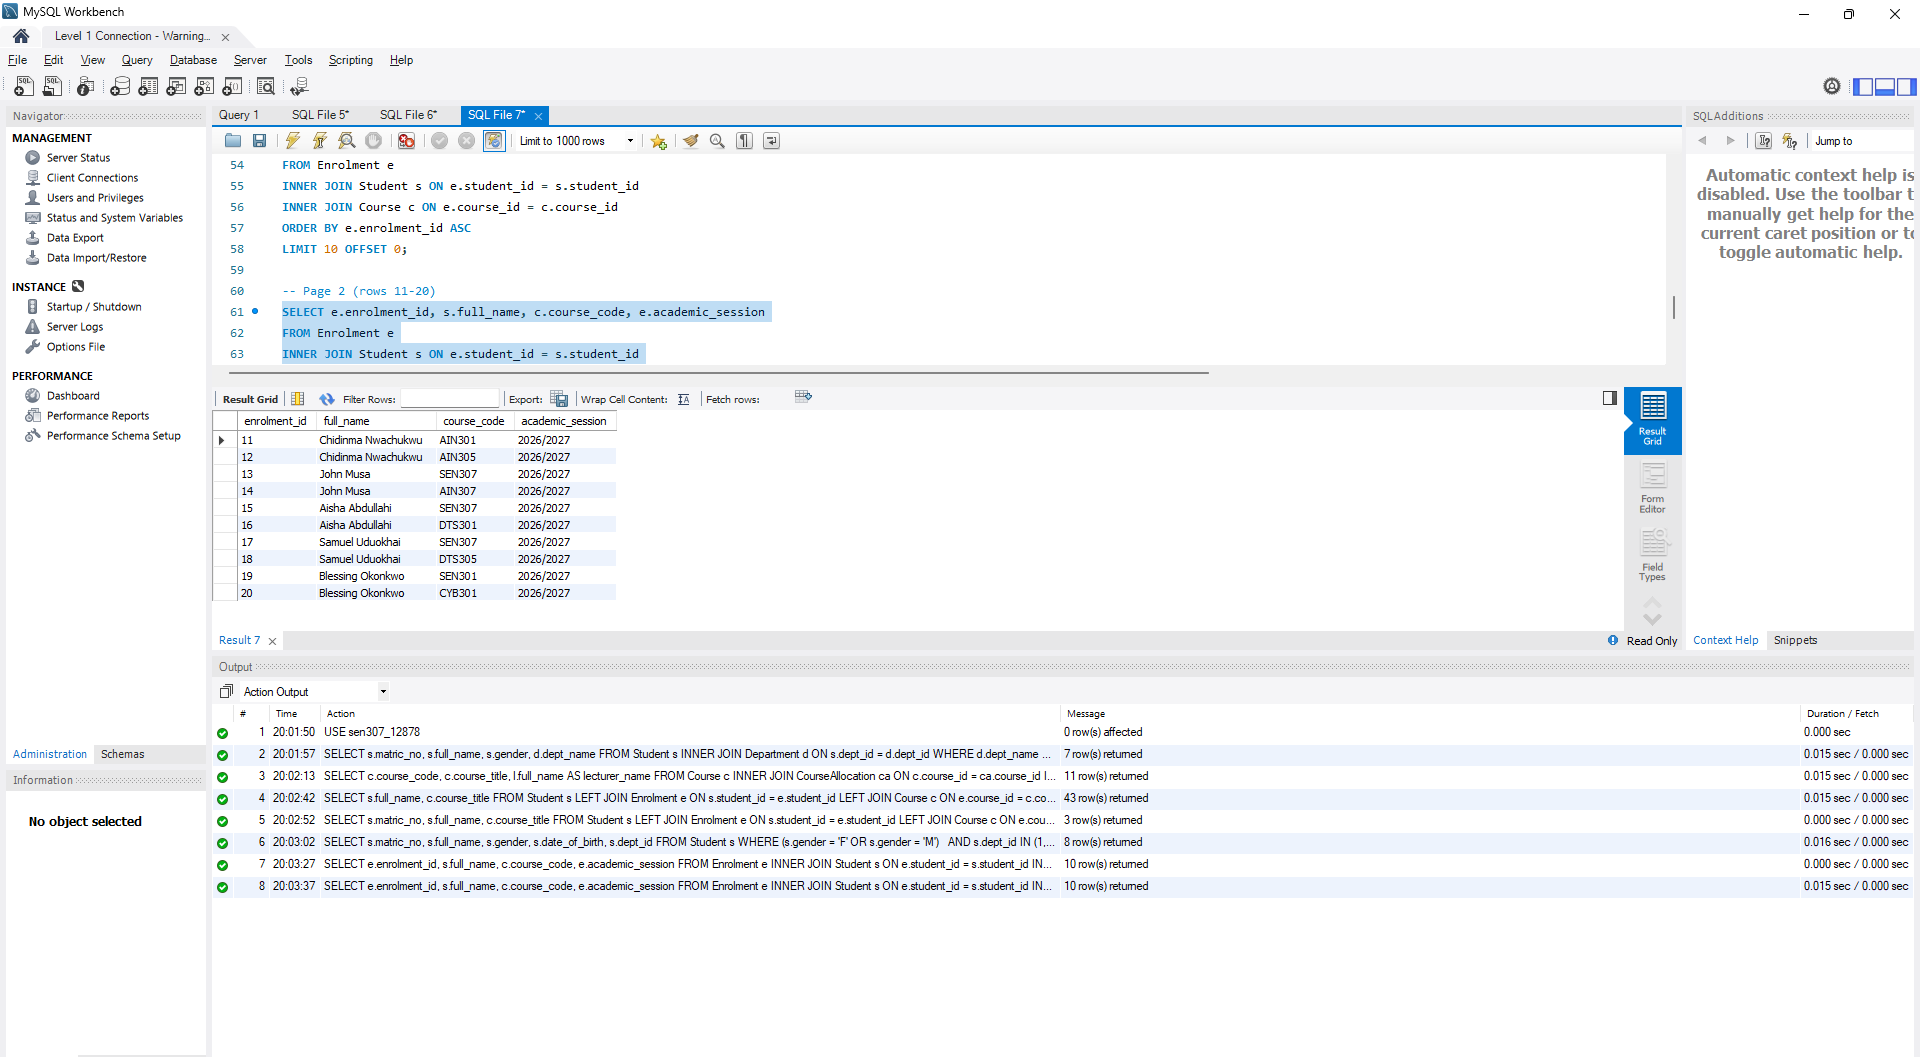 MySQL Workbench
Level 1 Connection - Warning...
File Edit View Query Database Server Tools Scripting Help
Navigator
MANAGEMENT
Server Status
Client Connections
Users and Privileges
Status and System Variables
Data Export
Data Import/Restore
INSTANCE
Startup / Shutdown
Server Logs
Options File
PERFORMANCE
Dashboard
Performance Reports
Performance Schema Setup
Administration Schemas
Information
No object selected
Query 1 SQL File 5* SQL File 6* SQL File 7*
Limit to 1000 rows
54 FROM Enrolment e
55 INNER JOIN Student s ON e.student_id = s.student_id
56 INNER JOIN Course c ON e.course_id = c.course_id
57 ORDER BY e.enrolment_id ASC
58 LIMIT 10 OFFSET 0;
59
60 -- Page 2 (rows 11-20)
61 SELECT e.enrolment_id, s.full_name, c.course_code, e.academic_session
62 FROM Enrolment e
63 INNER JOIN Student s ON e.student_id = s.student_id
Result Grid Filter Rows: Export: Wrap Cell Content: Fetch rows:
enrolment_id full_name course_code academic_session
11 Chidinma Nwachukwu AIN301 2026/2027
12 Chidinma Nwachukwu AIN305 2026/2027
13 John Musa SEN307 2026/2027
14 John Musa AIN307 2026/2027
15 Aisha Abdullahi SEN307 2026/2027
16 Aisha Abdullahi DTS301 2026/2027
17 Samuel Uduokhai SEN307 2026/2027
18 Samuel Uduokhai DTS305 2026/2027
19 Blessing Okonkwo SEN301 2026/2027
20 Blessing Okonkwo CYB301 2026/2027
Result
Grid
Form
Editor
Field
Types
Result 7
Read Only
SQLAdditions
Jump to
Automatic context help is
disabled. Use the toolbar t
manually get help for the
current caret position or to
toggle automatic help.
Context Help Snippets
Output
Action Output
# Time Action Message Duration / Fetch
1 20:01:50 USE sen307_12878 0 row(s) affected 0.000 sec
2 20:01:57 SELECT s.matric_no, s.full_name, s.gender, d.dept_name FROM Student s INNER JOIN Department d ON s.dept_id = d.dept_id WHERE d.dept_name ... 7 row(s) returned 0.015 sec / 0.000 sec
3 20:02:13 SELECT c.course_code, c.course_title, l.full_name AS lecturer_name FROM Course c INNER JOIN CourseAllocation ca ON c.course_id = ca.course_id I... 11 row(s) returned 0.015 sec / 0.000 sec
4 20:02:42 SELECT s.full_name, c.course_title FROM Student s LEFT JOIN Enrolment e ON s.student_id = e.student_id LEFT JOIN Course c ON e.course_id = c.co... 43 row(s) returned 0.015 sec / 0.000 sec
5 20:02:52 SELECT s.matric_no, s.full_name, c.course_title FROM Student s LEFT JOIN Enrolment e ON s.student_id = e.student_id LEFT JOIN Course c ON e.cou... 3 row(s) returned 0.000 sec / 0.000 sec
6 20:03:02 SELECT s.matric_no, s.full_name, s.gender, s.date_of_birth, s.dept_id FROM Student s WHERE (s.gender = 'F' OR s.gender = 'M') AND s.dept_id IN (1,... 8 row(s) returned 0.016 sec / 0.000 sec
7 20:03:27 SELECT e.enrolment_id, s.full_name, c.course_code, e.academic_session FROM Enrolment e INNER JOIN Student s ON e.student_id = s.student_id IN... 10 row(s) returned 0.000 sec / 0.000 sec
8 20:03:37 SELECT e.enrolment_id, s.full_name, c.course_code, e.academic_session FROM Enrolment e INNER JOIN Student s ON e.student_id = s.student_id IN... 10 row(s) returned 0.015 sec / 0.000 sec